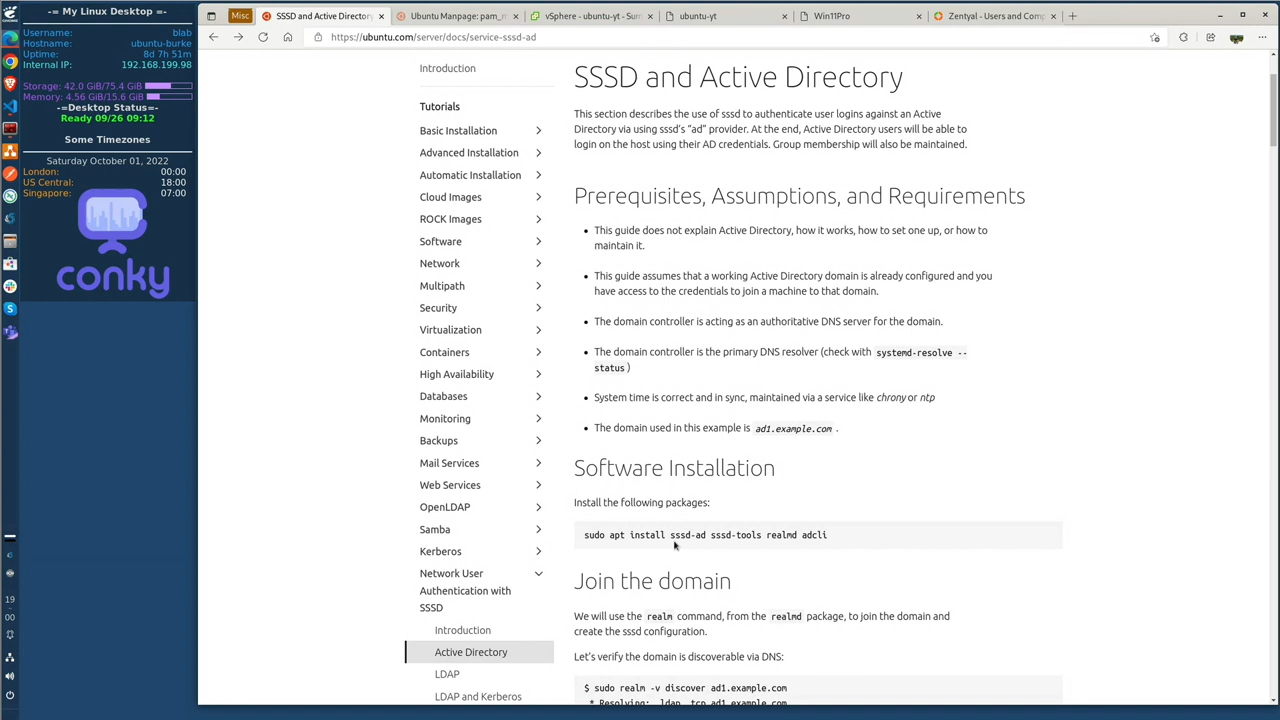 -= My Linux Desktop =-
Username: blab
Hostname: ubuntu-burke
Uptime: 8d 7h 51m
Internal IP: 192.168.199.98
Storage: 42.0 GiB/75.4 GiB
Memory: 4.56 GiB/15.6 GiB
-=Desktop Status=-
Ready 09/26 09:12
Some Timezones
Saturday October 01, 2022
London: 00:00
US Central: 18:00
Singapore: 07:00
conky
19
00
Misc
SSSD and Active Directory
Ubuntu Manpage: pam_m
vSphere - ubuntu-yt - Sum
ubuntu-yt
Win11Pro
Zentyal - Users and Comp
https://ubuntu.com/server/docs/service-sssd-ad
Introduction
Tutorials
Basic Installation
Advanced Installation
Automatic Installation
Cloud Images
ROCK Images
Software
Network
Multipath
Security
Virtualization
Containers
High Availability
Databases
Monitoring
Backups
Mail Services
Web Services
OpenLDAP
Samba
Kerberos
Network User
Authentication with
SSSD
Introduction
Active Directory
LDAP
LDAP and Kerberos
SSSD and Active Directory
This section describes the use of sssd to authenticate user logins against an Active
Directory via using sssd's "ad" provider. At the end, Active Directory users will be able to
login on the host using their AD credentials. Group membership will also be maintained.
Prerequisites, Assumptions, and Requirements
• This guide does not explain Active Directory, how it works, how to set one up, or how to
maintain it.
• This guide assumes that a working Active Directory domain is already configured and you
have access to the credentials to join a machine to that domain.
• The domain controller is acting as an authoritative DNS server for the domain.
• The domain controller is the primary DNS resolver (check with systemd-resolve --
status )
• System time is correct and in sync, maintained via a service like chrony or ntp
• The domain used in this example is ad1.example.com .
Software Installation
Install the following packages:
sudo apt install sssd-ad sssd-tools realmd adcli
Join the domain
We will use the realm command, from the realmd package, to join the domain and
create the sssd configuration.
Let's verify the domain is discoverable via DNS:
$ sudo realm -v discover ad1.example.com
* Resolving: _ldap._tcp.ad1.example.com